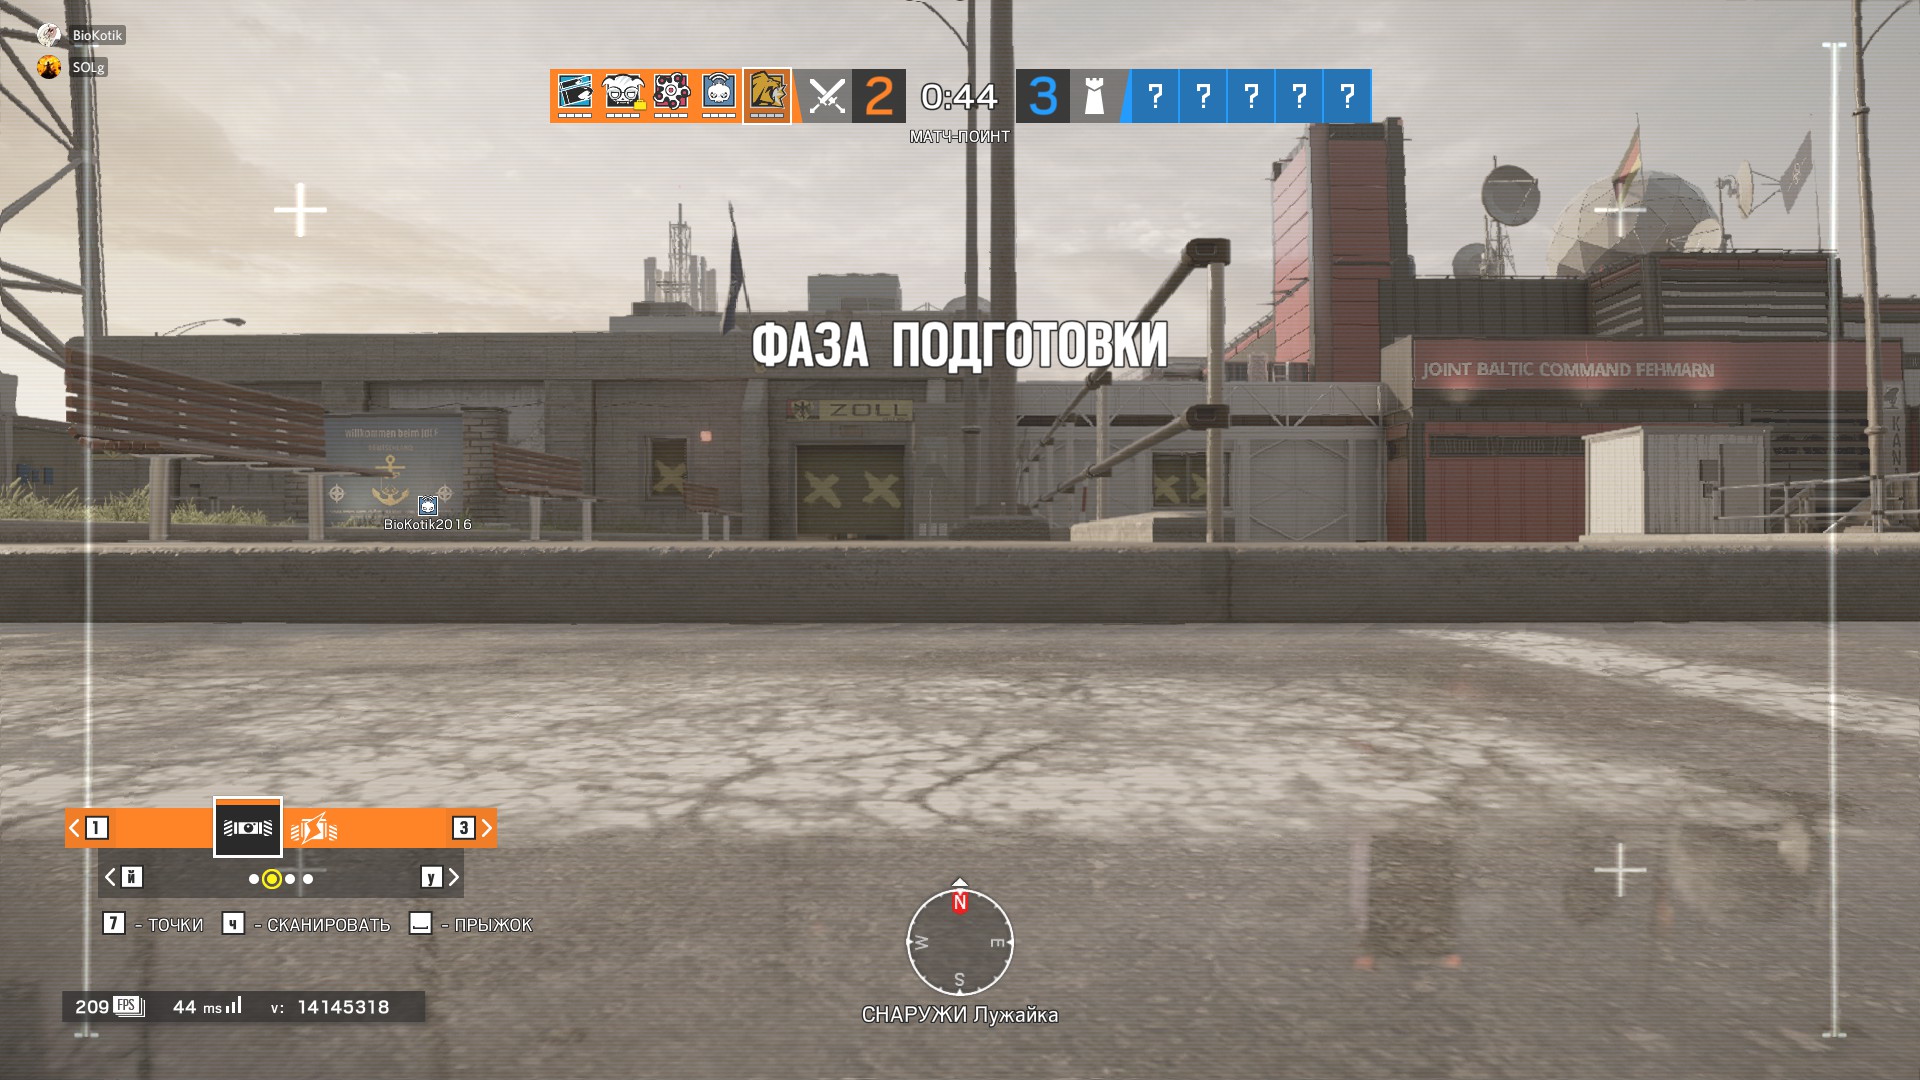 BioKotik
SOLg
2
0:44
3
? ? ? ? ?
МАТЧ-ПОИНТ
ФАЗА ПОДГОТОВКИ
JOINT BALTIC COMMAND FEHMARN
ZOLL
BioKotik2016
1
3
й
у
7 - ТОЧКИ ч - СКАНИРОВАТЬ - ПРЫЖОК
N
W E
S
209 FPS 44 ms v: 14145318
СНАРУЖИ Лужайка